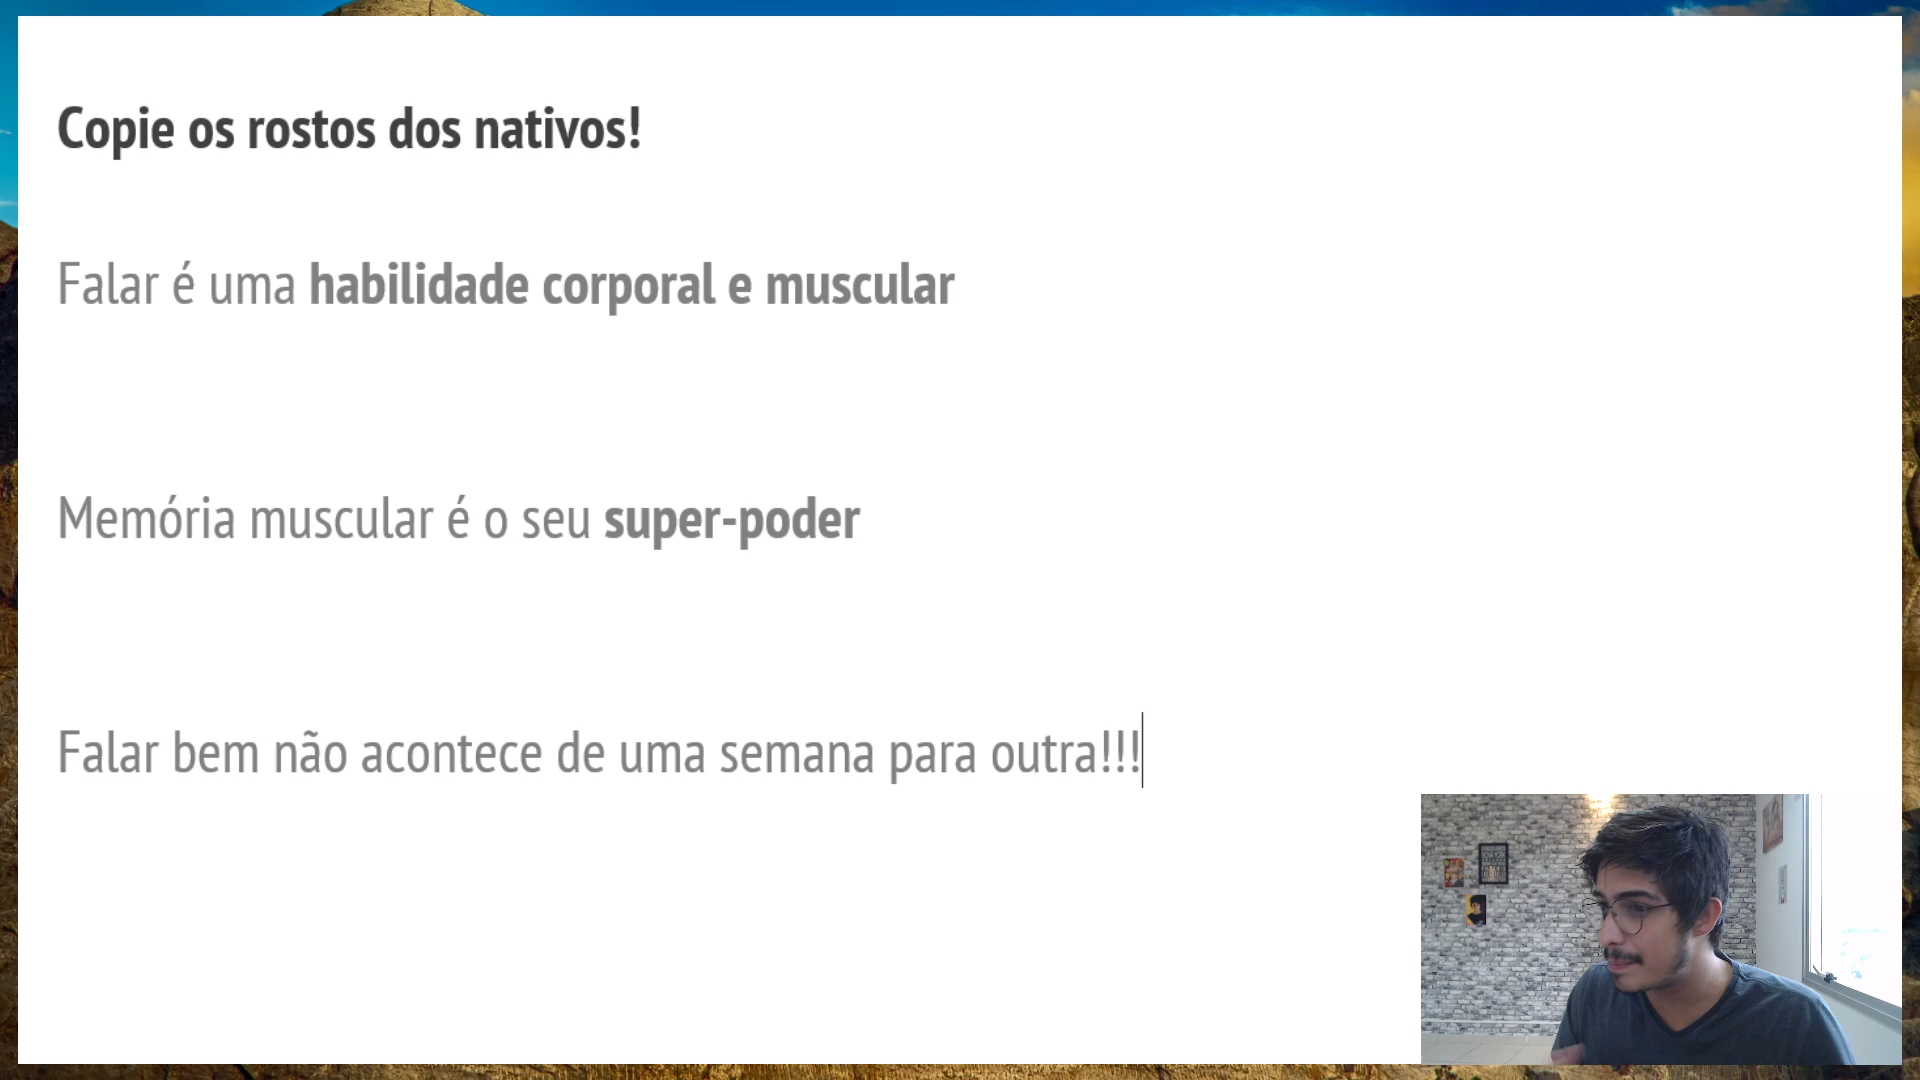 Copie os rostos dos nativos!
Falar é uma habilidade corporal e muscular
Memória muscular é o seu super-poder
Falar bem não acontece de uma semana para outra!!!